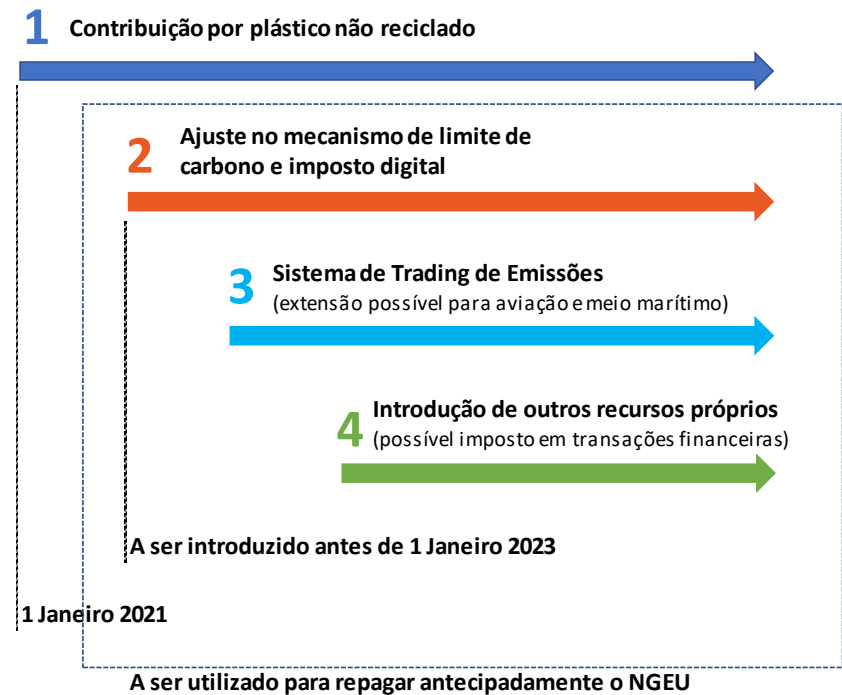 1 Contribuição por plástico não reciclado
2 Ajuste no mecanismo de limite de
carbono e imposto digital
3 Sistema de Trading de Emissões
(extensão possível para aviação e meio marítimo)
4 Introdução de outros recursos próprios
(possível imposto em transações financeiras)
A ser introduzido antes de 1 Janeiro 2023
1 Janeiro 2021
A ser utilizado para repagar antecipadamente o NGEU